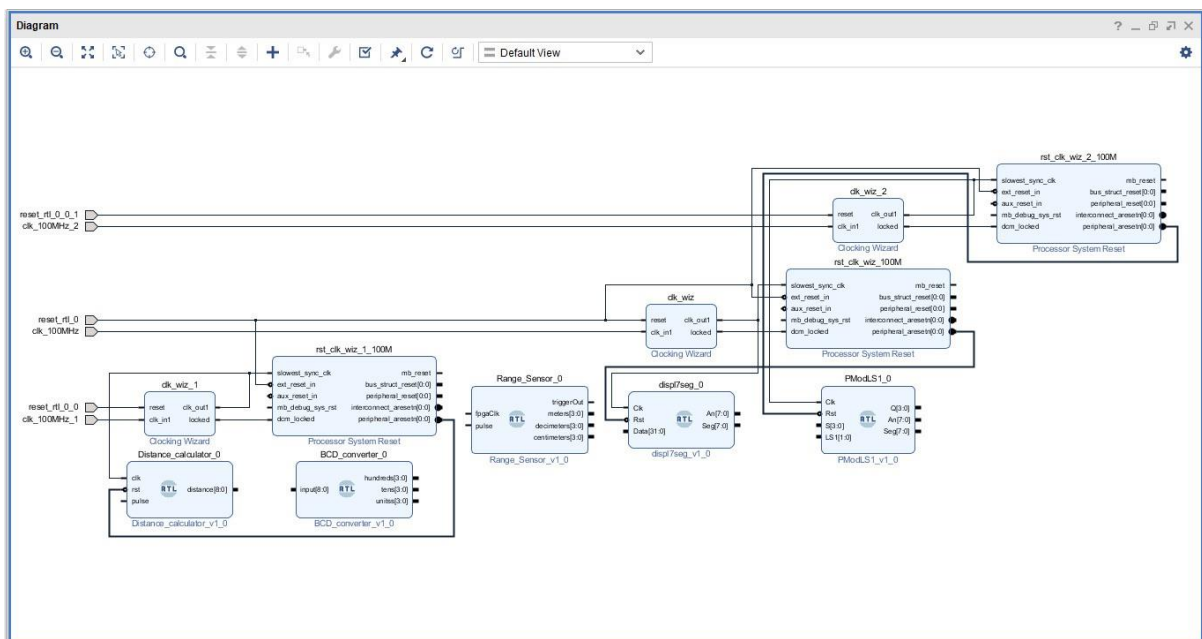 Diagram
Default View
rst_clk_wiz_2_100M
slowest_sync_clk
ext_reset_in
aux_reset_in
mb_debug_sys_rst
dcm_locked
mb_reset
bus_struct_reset[0:0]
peripheral_reset[0:0]
interconnect_aresetn[0:0]
peripheral_aresetn[0:0]
Processor System Reset
reset_rtl_0_0_1
clk_100MHz_2
clk_wiz_2
reset
clk_in1
clk_out1
locked
Clocking Wizard
rst_clk_wiz_100M
slowest_sync_clk
ext_reset_in
aux_reset_in
mb_debug_sys_rst
dcm_locked
mb_reset
bus_struct_reset[0:0]
peripheral_reset[0:0]
interconnect_aresetn[0:0]
peripheral_aresetn[0:0]
Processor System Reset
reset_rtl_0
clk_100MHz
clk_wiz
reset
clk_in1
clk_out1
locked
Clocking Wizard
rst_clk_wiz_1_100M
slowest_sync_clk
ext_reset_in
aux_reset_in
mb_debug_sys_rst
dcm_locked
mb_reset
bus_struct_reset[0:0]
peripheral_reset[0:0]
interconnect_aresetn[0:0]
peripheral_aresetn[0:0]
Processor System Reset
reset_rtl_0_0
clk_100MHz_1
clk_wiz_1
reset
clk_in1
clk_out1
locked
Clocking Wizard
Range_Sensor_0
fpgaClk
pulse
RTL
triggerOut
meters[3:0]
decimeters[3:0]
centimeters[3:0]
Range_Sensor_v1_0
displ7seg_0
Clk
Rst
Data[31:0]
RTL
An[7:0]
Seg[7:0]
displ7seg_v1_0
PModLS1_0
Clk
Rst
S[3:0]
LS1[1:0]
RTL
Q[3:0]
An[7:0]
Seg[7:0]
PModLS1_v1_0
Distance_calculator_0
clk
rst
pulse
RTL
distance[8:0]
Distance_calculator_v1_0
BCD_converter_0
input[8:0]
RTL
hundreds[3:0]
tens[3:0]
unitss[3:0]
BCD_converter_v1_0